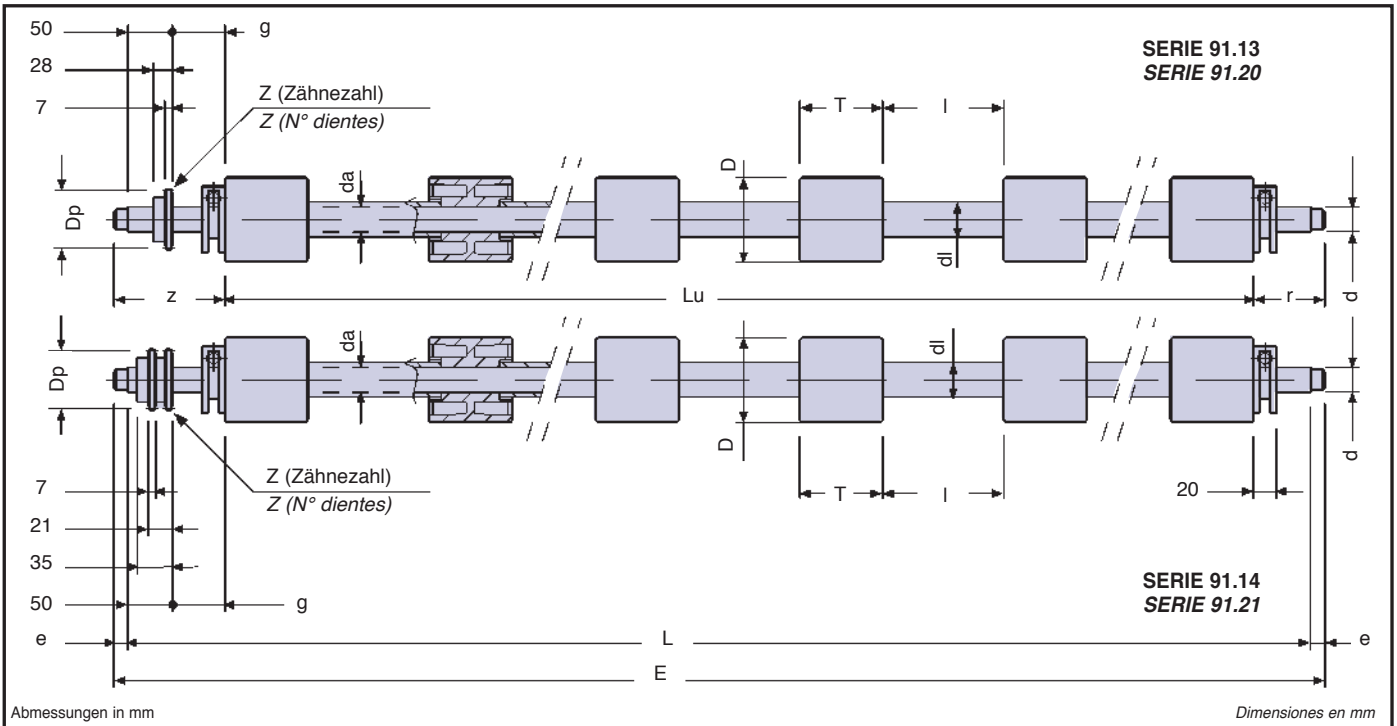 50
g
SERIE 91.13
SERIE 91.20
28
Z (Zähnezahl)
Z (N° dientes)
7
T
I
D
da
Dp
dl
z
Lu
r
d
da
dl
Dp
D
d
Z (Zähnezahl)
Z (N° dientes)
7
T
I
20
21
35
SERIE 91.14
SERIE 91.21
50
g
e
L
e
E
Abmessungen in mm
Dimensiones en mm